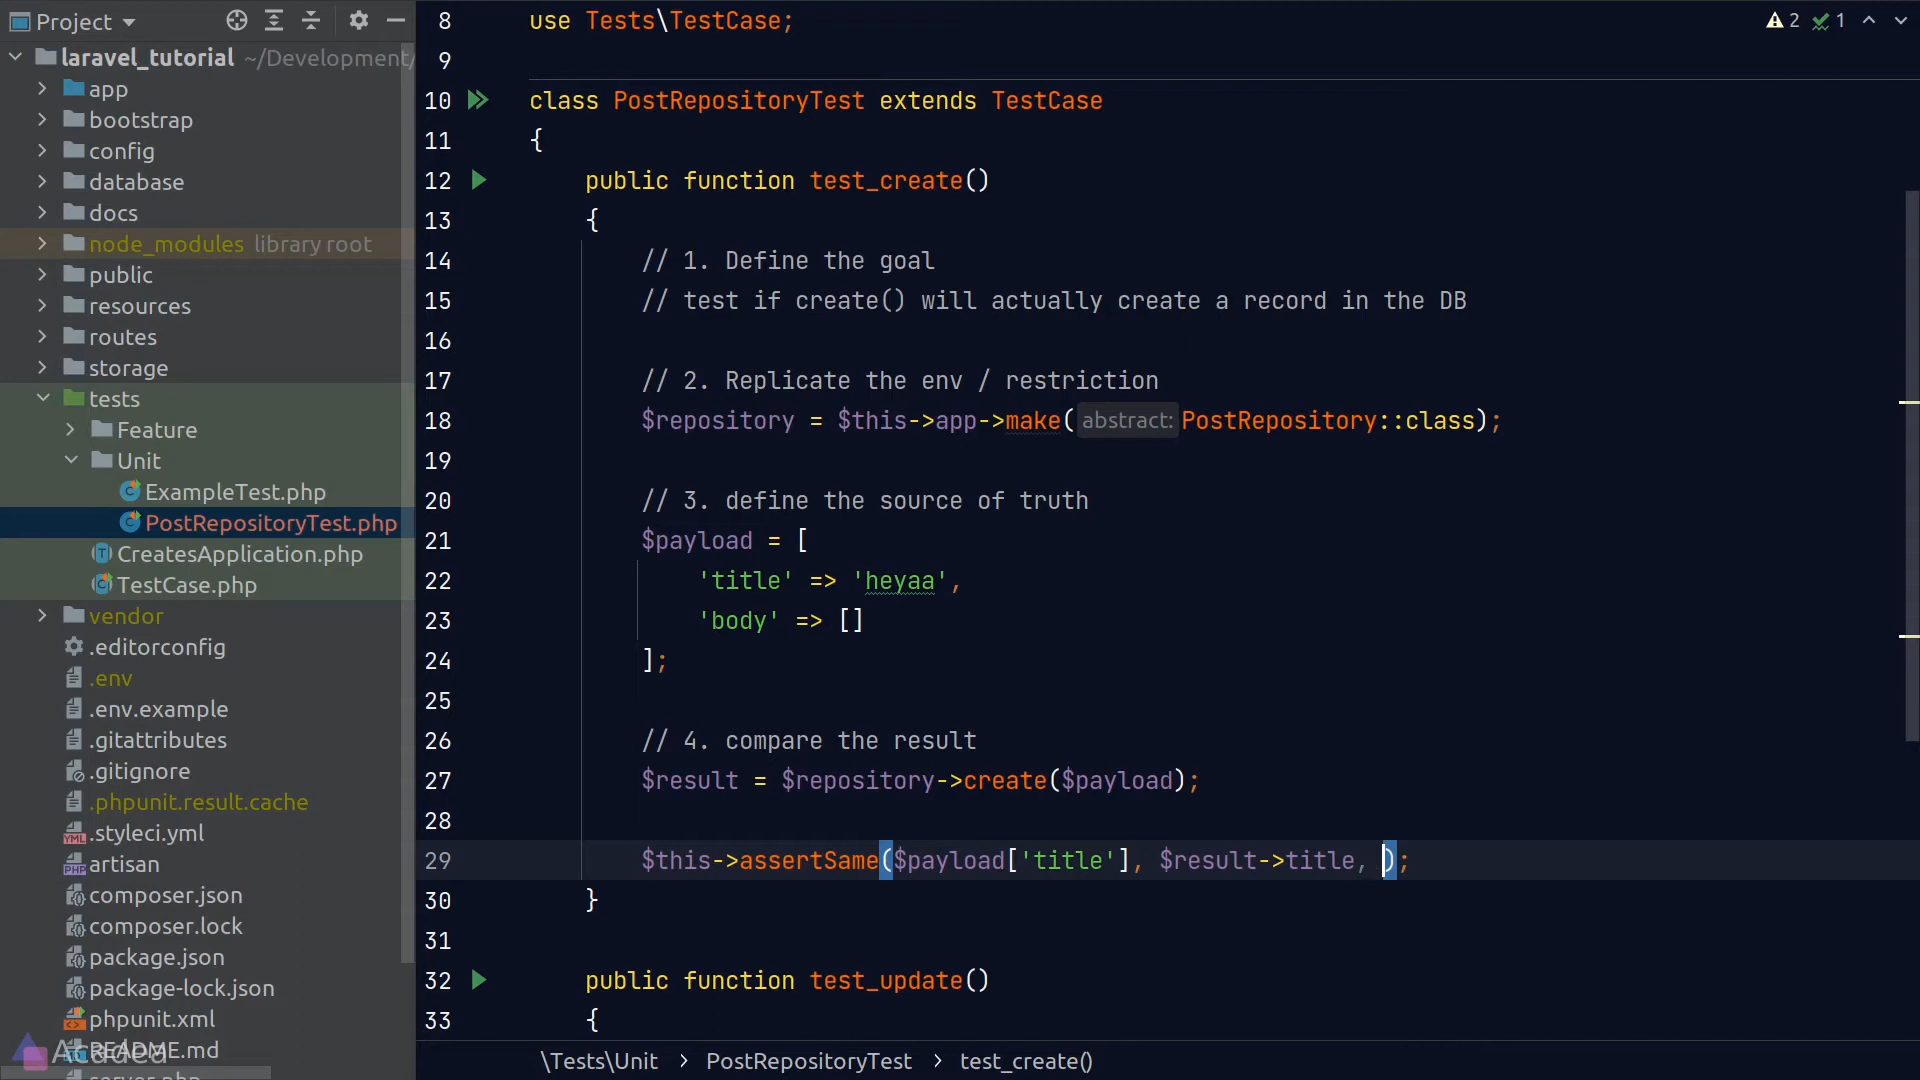 Project
laravel_tutorial ~/Development/
app
bootstrap
config
database
docs
node_modules library root
public
resources
routes
storage
tests
Feature
Unit
ExampleTest.php
PostRepositoryTest.php
CreatesApplication.php
TestCase.php
vendor
.editorconfig
.env
.env.example
.gitattributes
.gitignore
.phpunit.result.cache
.styleci.yml
artisan
composer.json
composer.lock
package.json
package-lock.json
phpunit.xml
README.md
server.php
Acadea
2 1
8 use Tests\TestCase;
9
10 class PostRepositoryTest extends TestCase
11 {
12 public function test_create()
13 {
14 // 1. Define the goal
15 // test if create() will actually create a record in the DB
16
17 // 2. Replicate the env / restriction
18 $repository = $this->app->make( abstract: PostRepository::class);
19
20 // 3. define the source of truth
21 $payload = [
22 'title' => 'heyaa',
23 'body' => []
24 ];
25
26 // 4. compare the result
27 $result = $repository->create($payload);
28
29 $this->assertSame($payload['title'], $result->title, );
30 }
31
32 public function test_update()
33 {
\Tests\Unit > PostRepositoryTest > test_create()